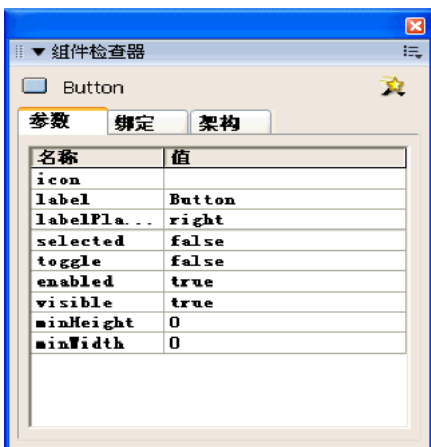 组件检查器
Button
参数 绑定 架构
名称 值
icon
label Button
labelPla... right
selected false
toggle false
enabled true
visible true
minHeight 0
minWidth 0